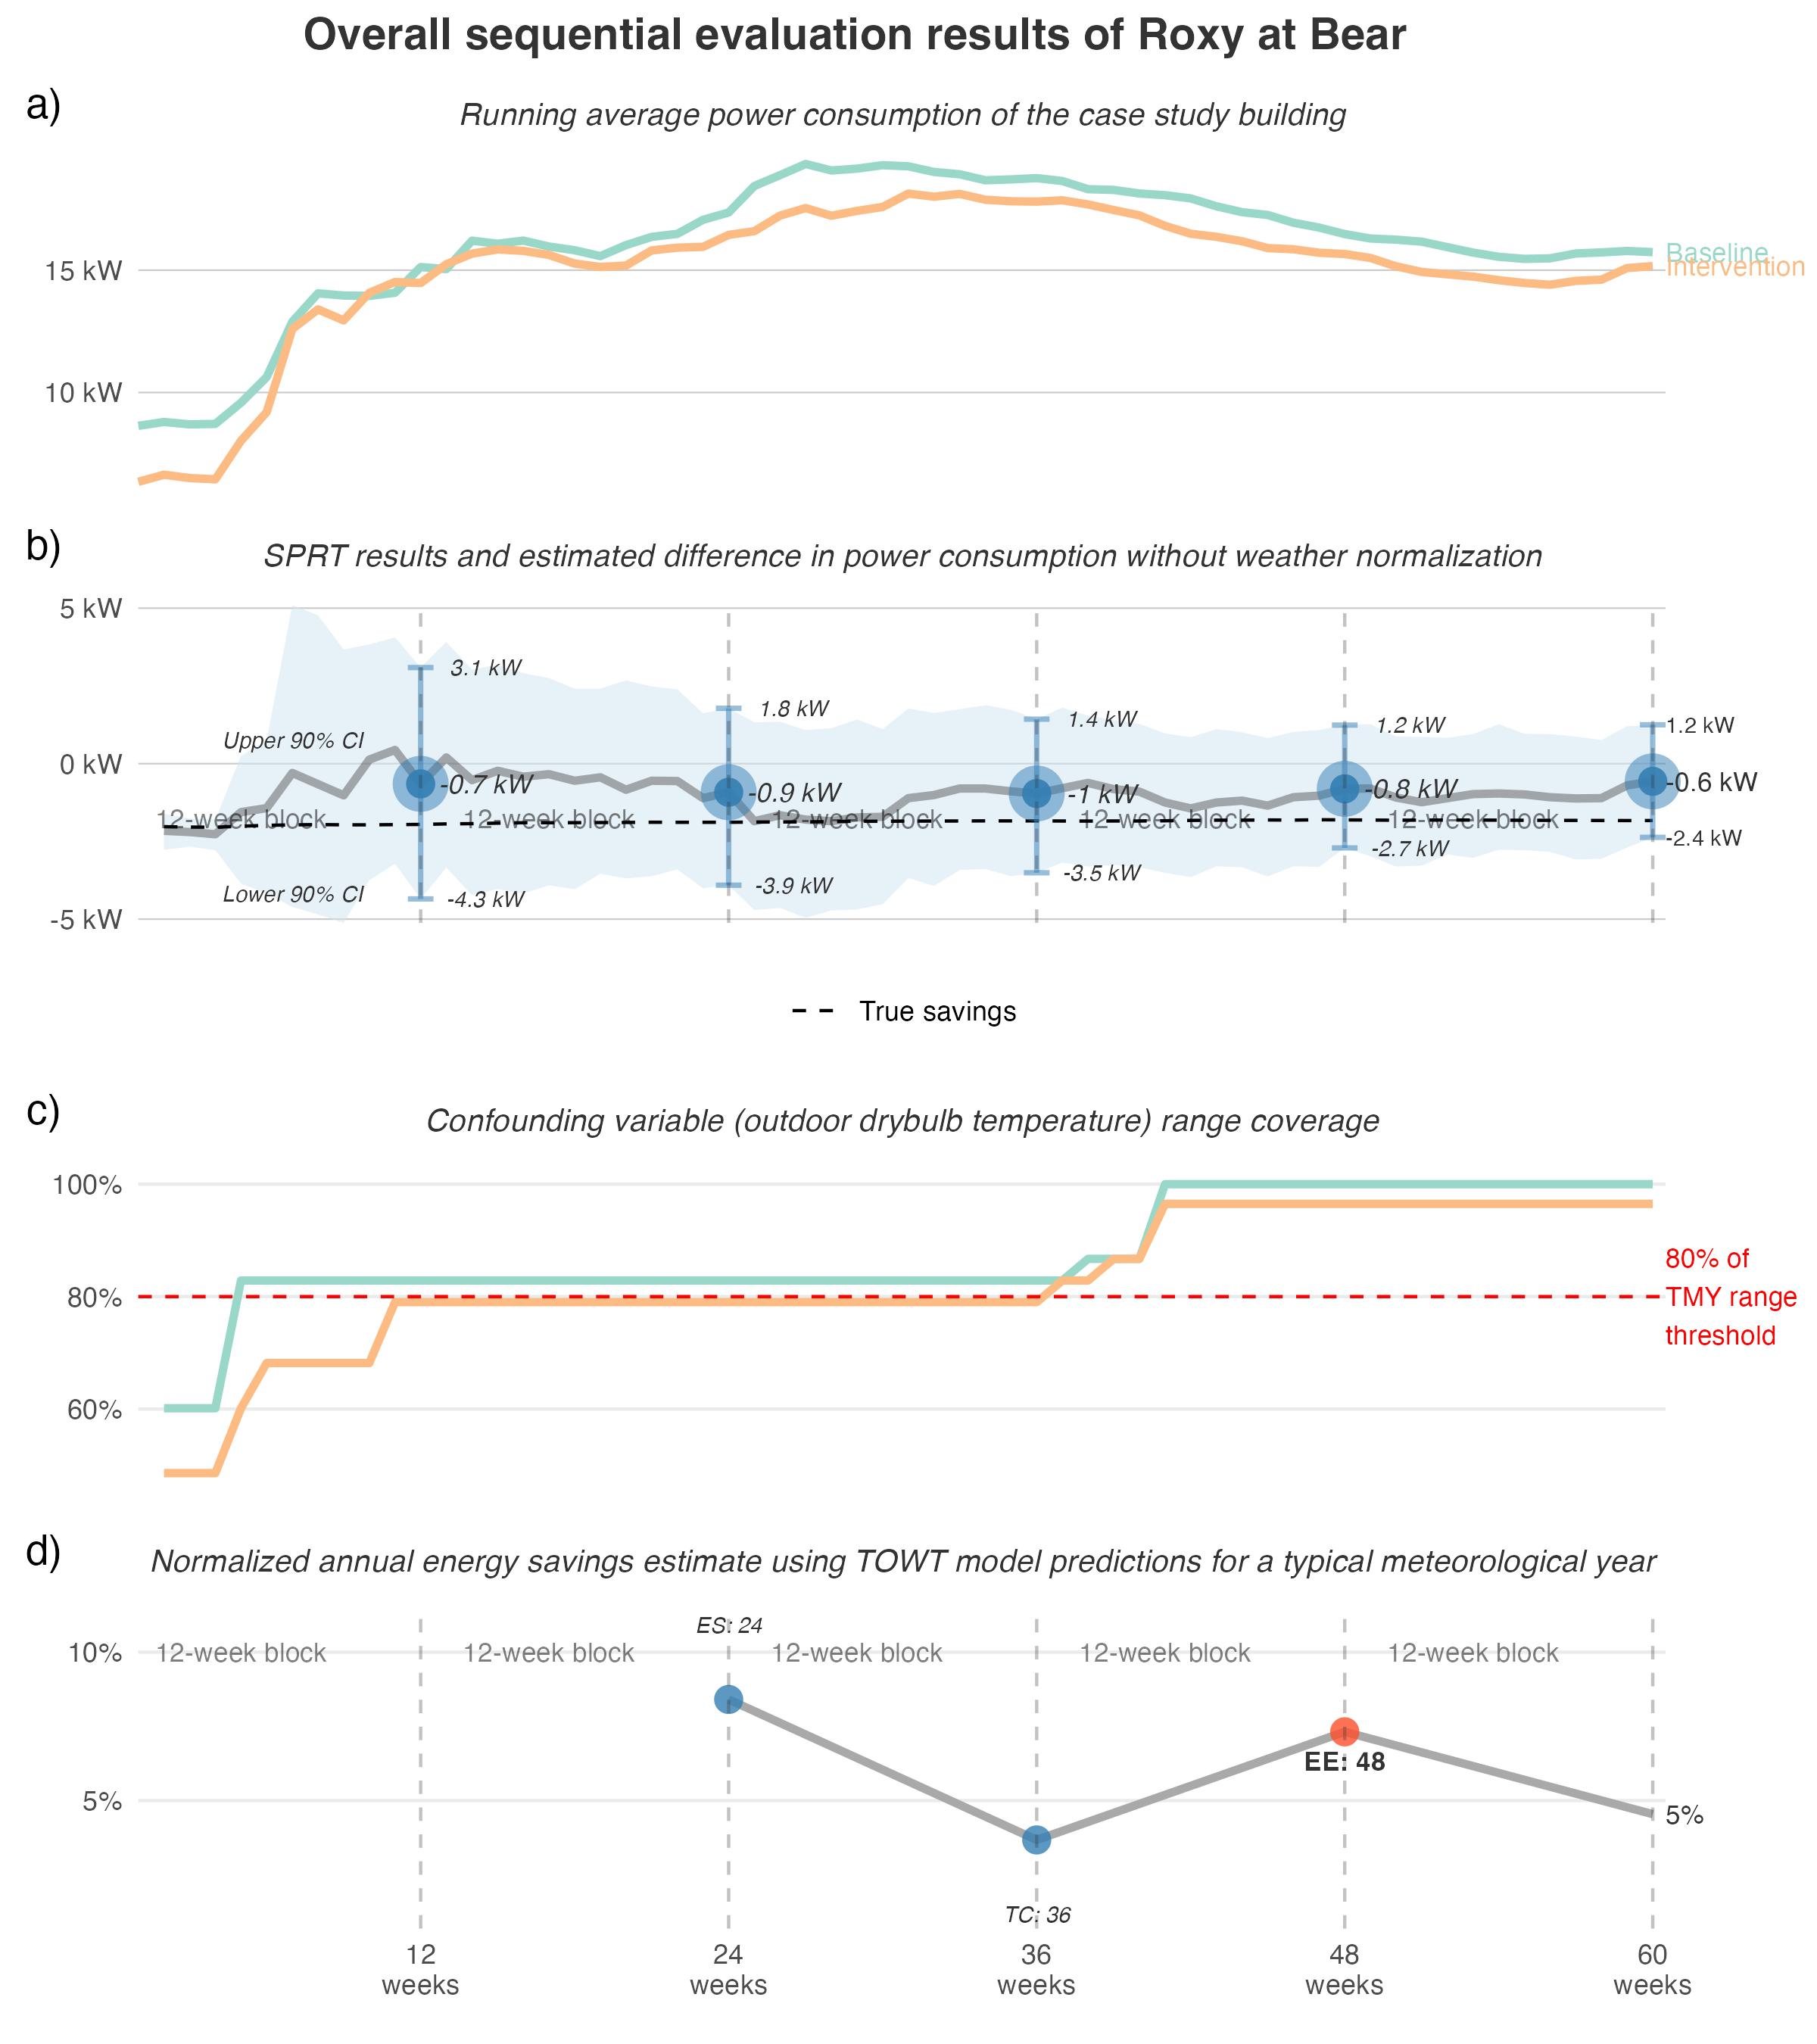 Overall sequential evaluation results of Roxy at Bear
a)
Running average power consumption of the case study building
15 kW
10 kW
Baseline
Intervention
b)
SPRT results and estimated difference in power consumption without weather normalization
5 kW
0 kW
-5 kW
Upper 90% CI
Lower 90% CI
3.1 kW
1.8 kW
1.4 kW
1.2 kW
1.2 kW
-0.7 kW
-0.9 kW
-1 kW
-0.8 kW
-0.6 kW
12-week block
12-week block
12-week block
12-week block
12-week block
-4.3 kW
-3.9 kW
-3.5 kW
-2.7 kW
-2.4 kW
True savings
c)
Confounding variable (outdoor drybulb temperature) range coverage
100%
80%
60%
80% of
TMY range
threshold
d)
Normalized annual energy savings estimate using TOWT model predictions for a typical meteorological year
10%
5%
12-week block
12-week block
12-week block
12-week block
12-week block
ES: 24
TC: 36
EE: 48
5%
12
weeks
24
weeks
36
weeks
48
weeks
60
weeks